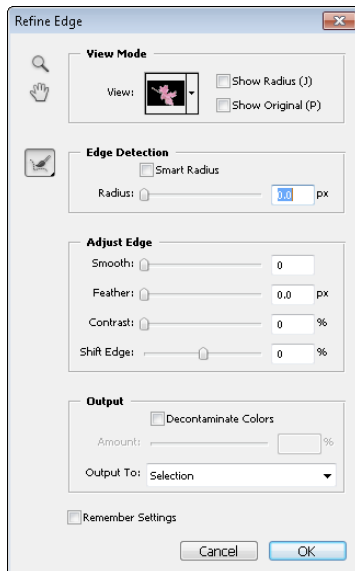 Refine Edge
View Mode
View:
Show Radius (J)
Show Original (P)
Edge Detection
Smart Radius
Radius: 0.0 px
Adjust Edge
Smooth: 0
Feather: 0.0 px
Contrast: 0 %
Shift Edge: 0 %
Output
Decontaminate Colors
Amount: %
Output To: Selection
Remember Settings
Cancel OK